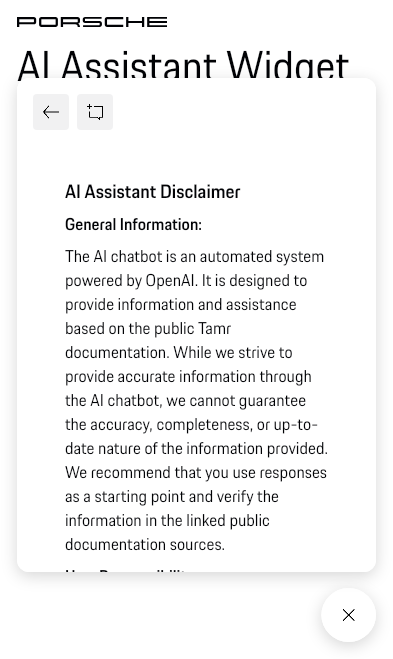 PORSCHE
AI Assistant Widget
AI Assistant Disclaimer
General Information:
The AI chatbot is an automated system
powered by OpenAI. It is designed to
provide information and assistance
based on the public Tamr
documentation. While we strive to
provide accurate information through
the AI chatbot, we cannot guarantee
the accuracy, completeness, or up-to-
date nature of the information provided.
We recommend that you use responses
as a starting point and verify the
information in the linked public
documentation sources.